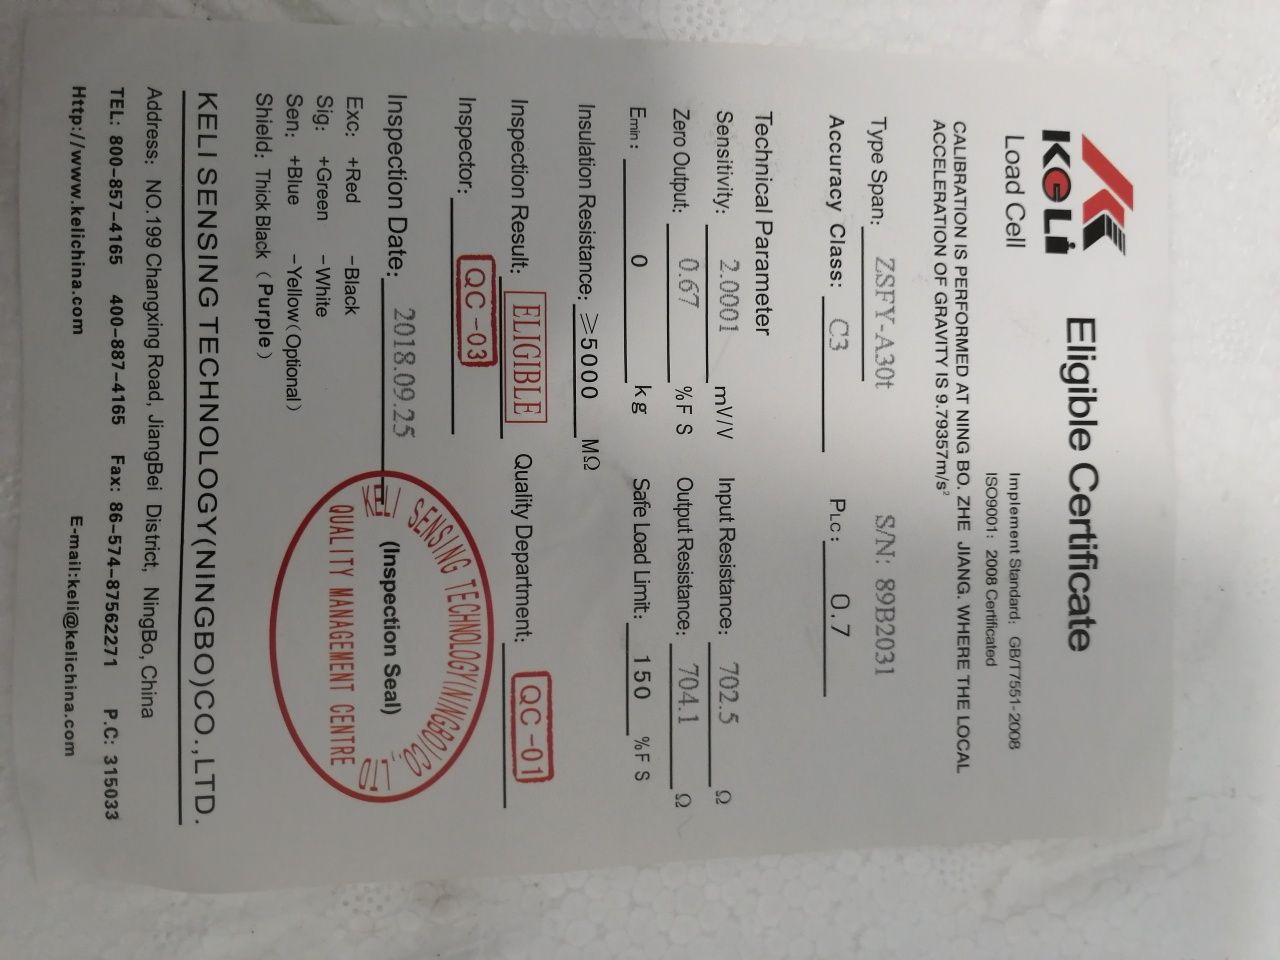 KELI
Load Cell
Eligible Certificate
Implement Standard: GB/T7551-2008
ISO9001: 2008 Certificated
CALIBRATION IS PERFORMED AT NING BO. ZHE JIANG. WHERE THE LOCAL
ACCELERATION OF GRAVITY IS 9.79357m/s²
Type Span: ZSFY-A30t S/N: 89B2031
Accuracy Class: C3 PLC: 0.7
Technical Parameter
Sensitivity: 2.0001 mV/V Input Resistance: 702.5 Ω
Zero Output: 0.67 %FS Output Resistance: 704.1 Ω
Emin: 0 kg Safe Load Limit: 150 %FS
Insulation Resistance: ≥5000 MΩ
Inspection Result: ELIGIBLE Quality Department: QC-01
Inspector: QC-03
Inspection Date: 2018.09.25
KELI SENSING TECHNOLOGY(NINGBO)CO.,LTD
(Inspection Seal)
QUALITY MANAGEMENT CENTRE
Exc: +Red -Black
Sig: +Green -White
Sen: +Blue -Yellow(Optional)
Shield: Thick Black (Purple)
KELI SENSING TECHNOLOGY(NINGBO)CO.,LTD.
Address: NO.199 Changxing Road, JiangBei District, NingBo, China
TEL: 800-857-4165 400-887-4165 Fax: 86-574-87562271 P.C: 315033
Http://www.kelichina.com E-mail:keli@kelichina.com